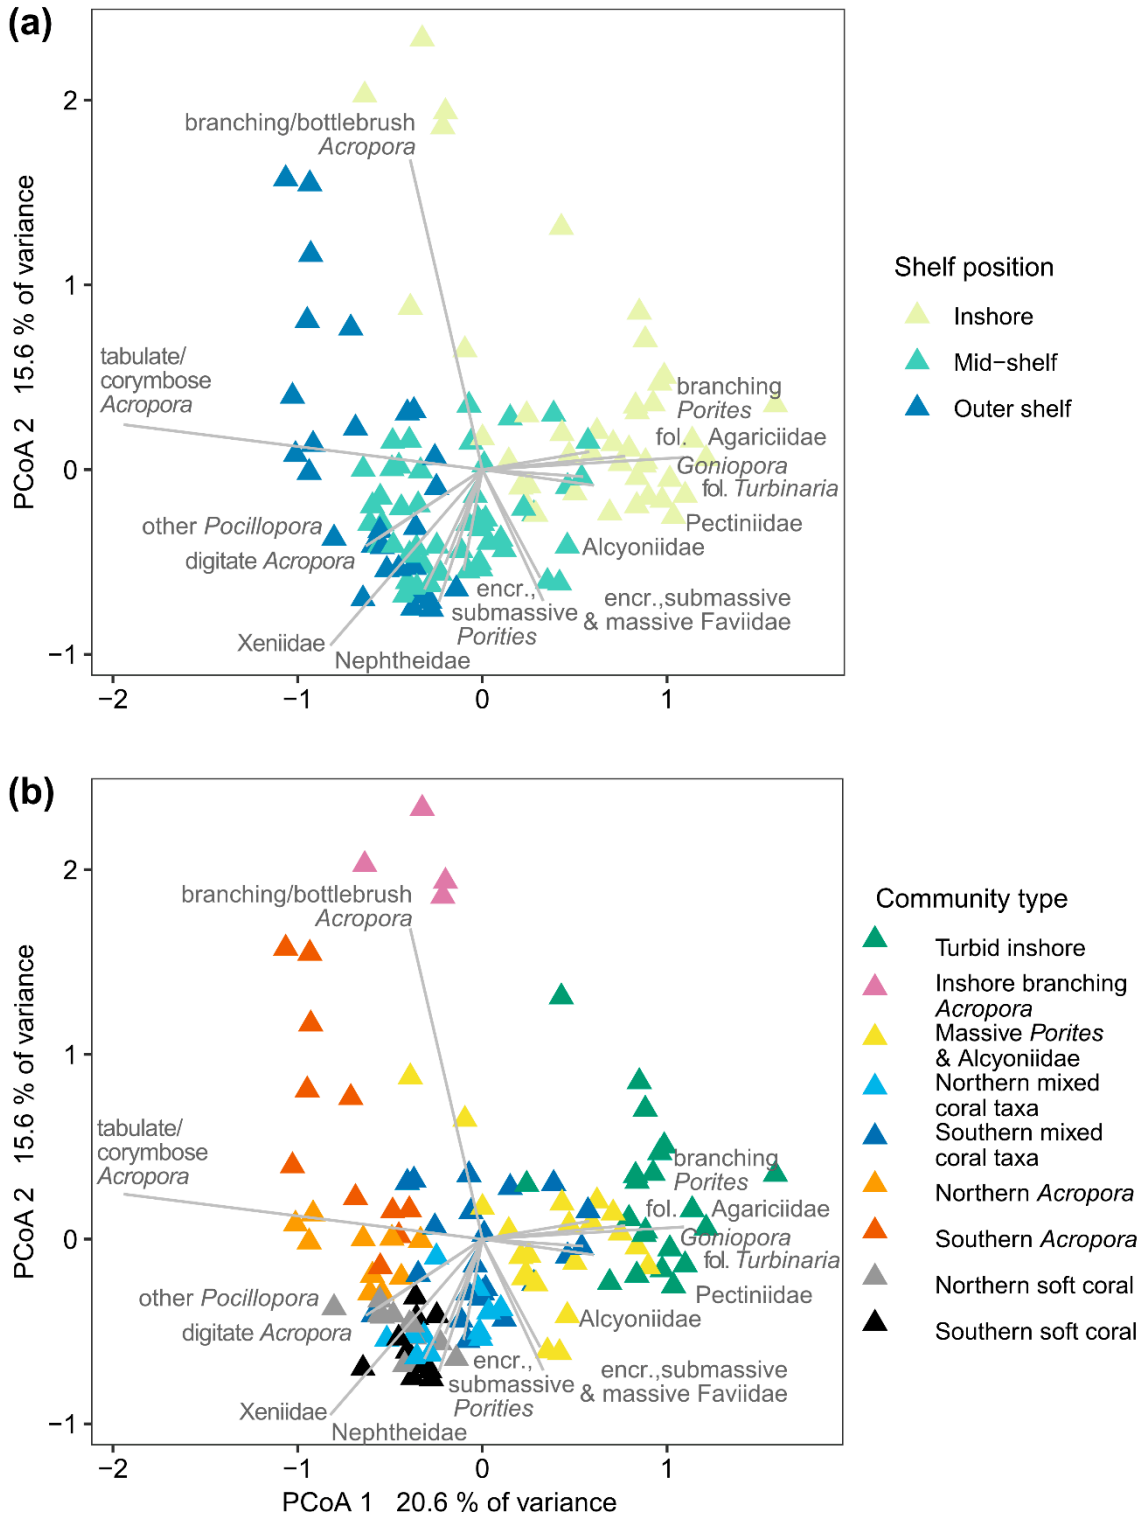 (a)
PCoA 2   15.6 % of variance
2
1
0
−1
−2
−1
0
1
branching/bottlebrush
Acropora
tabulate/
corymbose
Acropora
branching
Porites
fol.   Agariciidae
Goniopora
fol. Turbinaria
Pectiniidae
other Pocillopora
digitate Acropora
Alcyoniidae
encr.,
submassive
Porities
encr.,submassive
& massive Faviidae
Xeniidae
Nephtheidae
Shelf position
Inshore
Mid−shelf
Outer shelf
(b)
PCoA 2   15.6 % of variance
2
1
0
−1
−2
−1
0
1
PCoA 1   20.6 % of variance
branching/bottlebrush
Acropora
tabulate/
corymbose
Acropora
branching
Porites
fol.   Agariciidae
Goniopora
fol. Turbinaria
Pectiniidae
other Pocillopora
digitate Acropora
Alcyoniidae
encr.,
submassive
Porities
encr.,submassive
& massive Faviidae
Xeniidae
Nephtheidae
Community type
Turbid inshore
Inshore branching
Acropora
Massive Porites
& Alcyoniidae
Northern mixed
coral taxa
Southern mixed
coral taxa
Northern Acropora
Southern Acropora
Northern soft coral
Southern soft coral